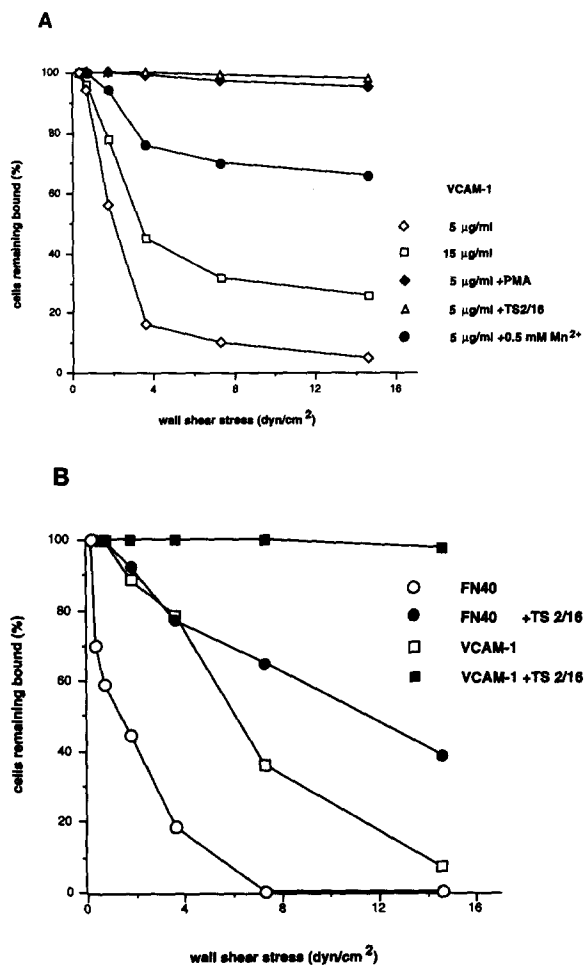 A
cells remaining bound (%)
100
80
60
40
20
0
0
4
8
12
16
wall shear stress (dyn/cm2)
VCAM-1
5 µg/ml
15 µg/ml
5 µg/ml +PMA
5 µg/ml +TS2/16
5 µg/ml +0.5 mM Mn2+
B
cells remaining bound (%)
100
80
60
40
20
0
0
4
8
12
16
wall shear stress (dyn/cm2)
FN40
FN40 +TS 2/16
VCAM-1
VCAM-1 +TS 2/16